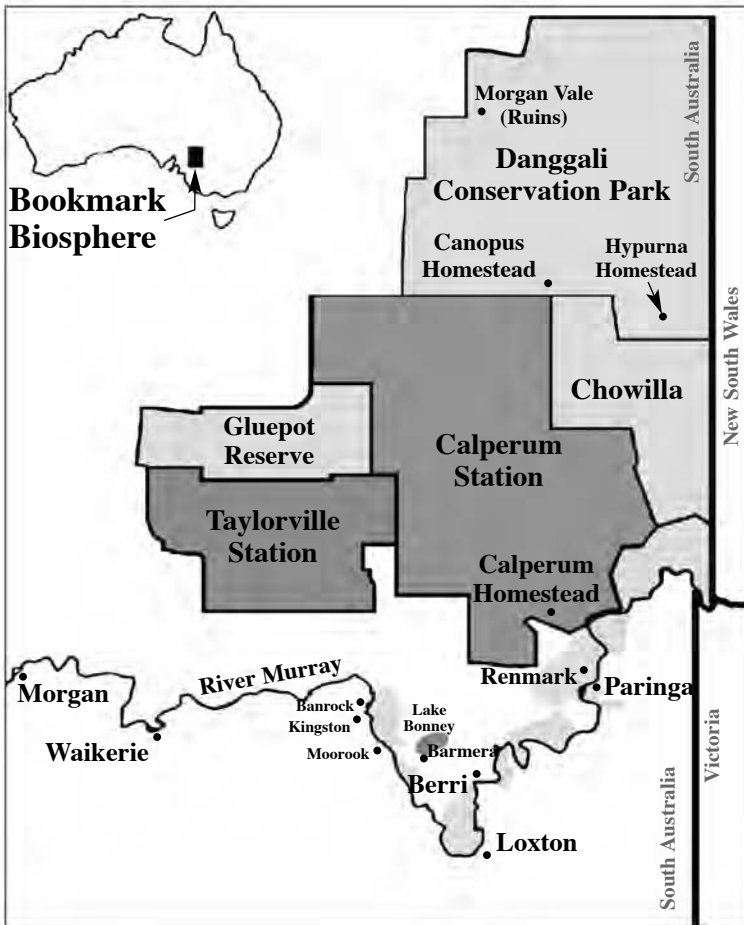 Bookmark
Biosphere
Morgan Vale
(Ruins)
South Australia
Danggali
Conservation Park
Canopus
Homestead
Hypurna
Homestead
New South Wales
Chowilla
Gluepot
Reserve
Calperum
Station
Taylorville
Station
Calperum
Homestead
River Murray
Renmark
Paringa
Morgan
Banrock
Kingston
Lake
Bonney
Waikerie
Moorook
Barmera
Berri
Victoria
Loxton
South Australia